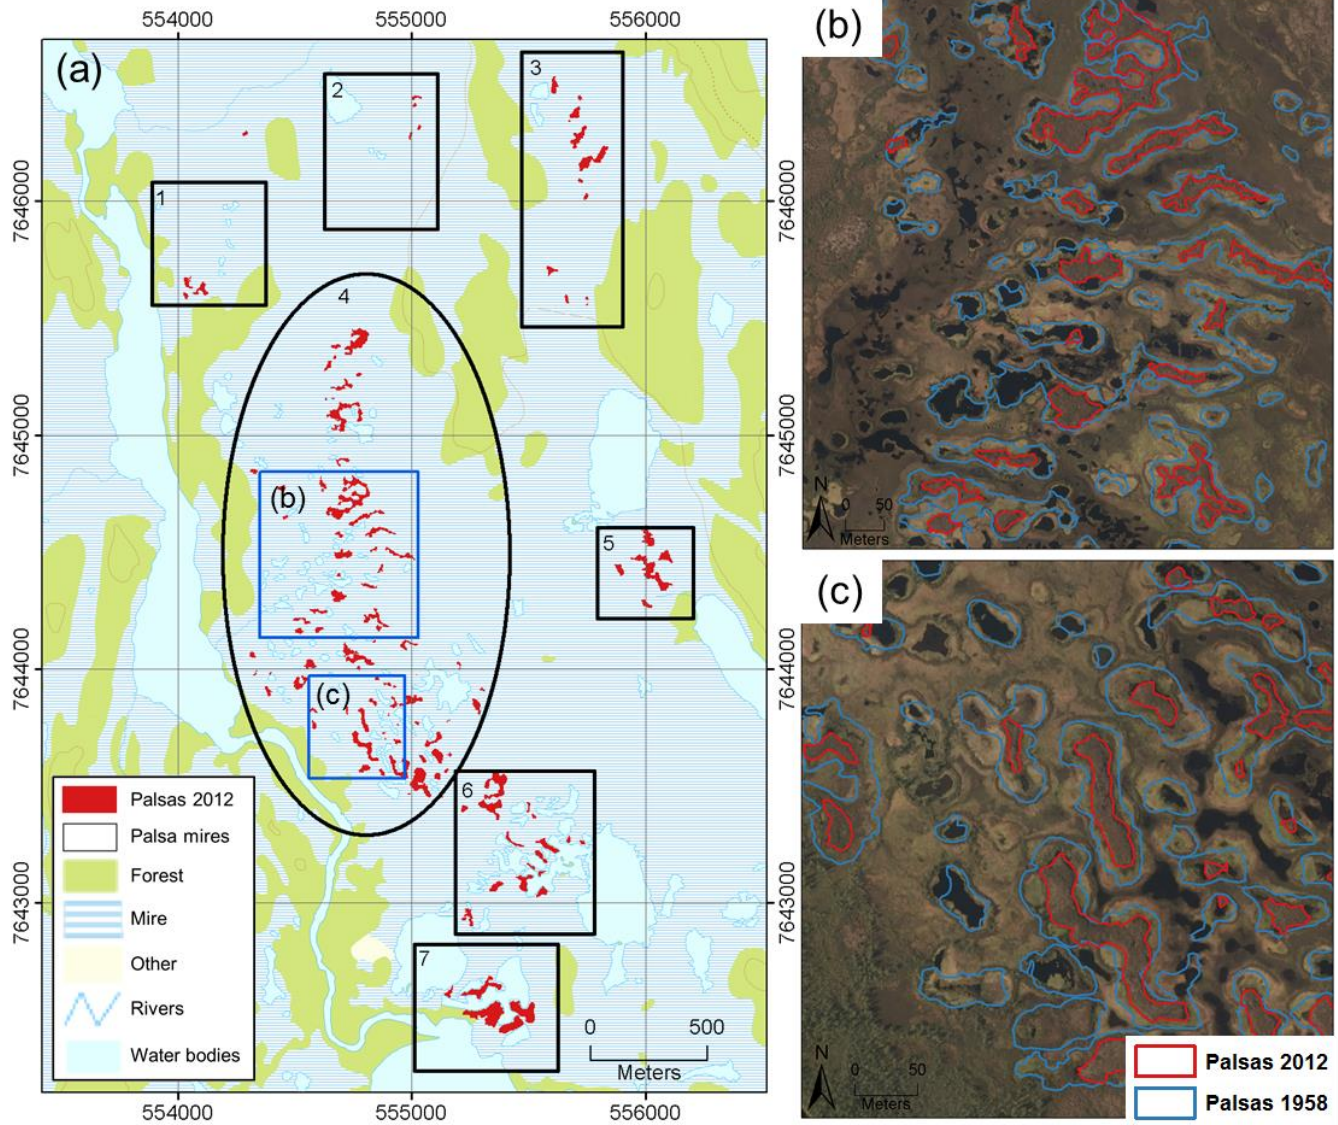 554000 555000 556000
(a)
1
2
3
4
5
6
7
(b)
(c)
7646000
7645000
7644000
7643000
7646000
7645000
7644000
7643000
Palsas 2012
Palsa mires
Forest
Mire
Other
Rivers
Water bodies
0 500
Meters
554000 555000 556000
(b)
N
0 50
Meters
(c)
N
0 50
Meters
Palsas 2012
Palsas 1958